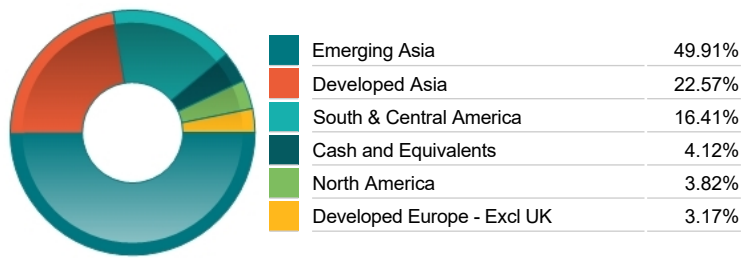 Emerging Asia 49.91%
Developed Asia 22.57%
South & Central America 16.41%
Cash and Equivalents 4.12%
North America 3.82%
Developed Europe - Excl UK 3.17%